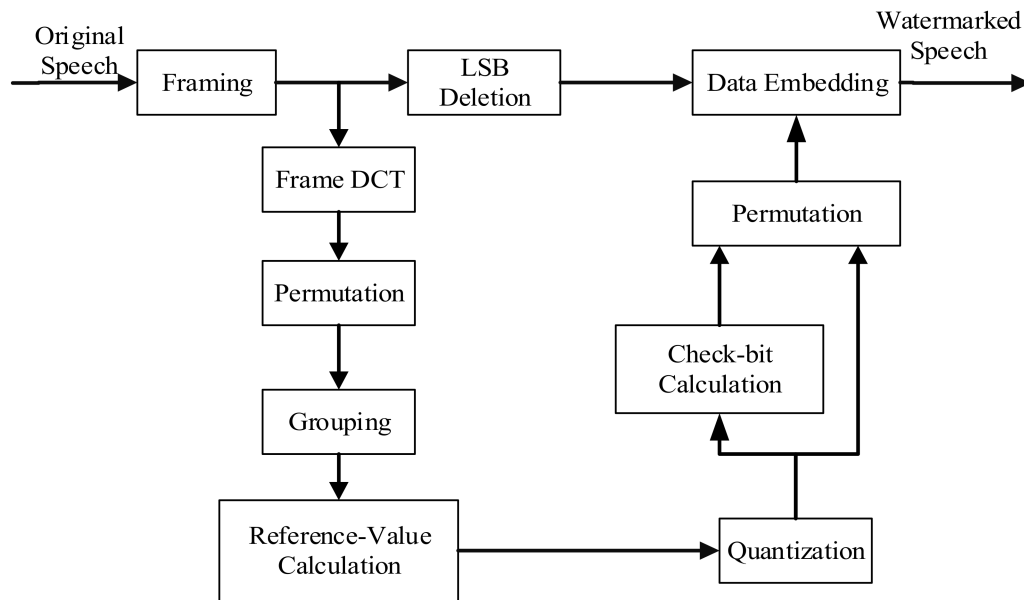 Original
Speech
Framing
LSB
Deletion
Data Embedding
Watermarked
Speech
Frame DCT
Permutation
Permutation
Grouping
Check-bit
Calculation
Reference-Value
Calculation
Quantization